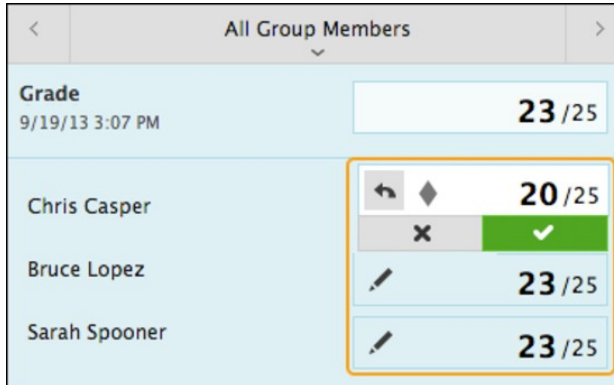 All Group Members
Grade
9/19/13 3:07 PM
23/25
Chris Casper
20/25
Bruce Lopez
23/25
Sarah Spooner
23/25